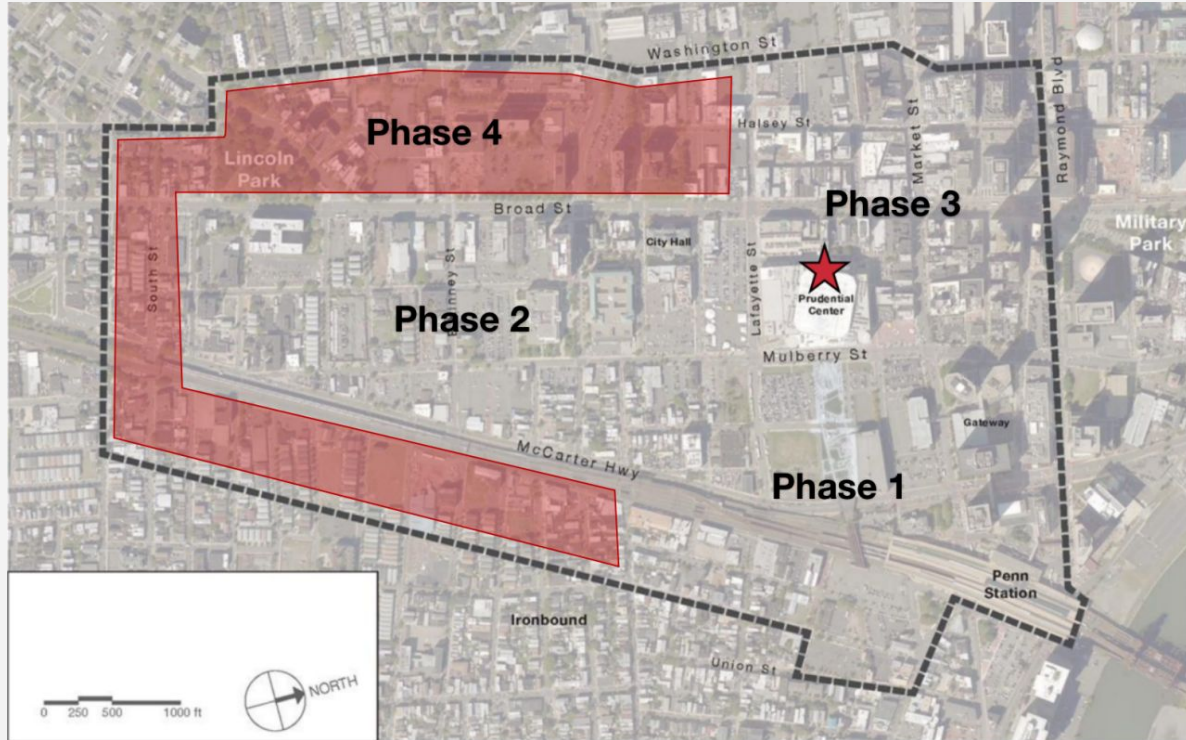 Washington St
Raymond Blvd
Halsey St
Phase 4
Market St
Lincoln
Park
Phase 3
Broad St
Military
Park
City Hall
Lafayette St
South St
Phase 2
Prudential
Center
Mulberry St
Gateway
McCarter Hwy
Phase 1
Penn
Station
Ironbound
Union St
NORTH
0 250 500 1000 ft